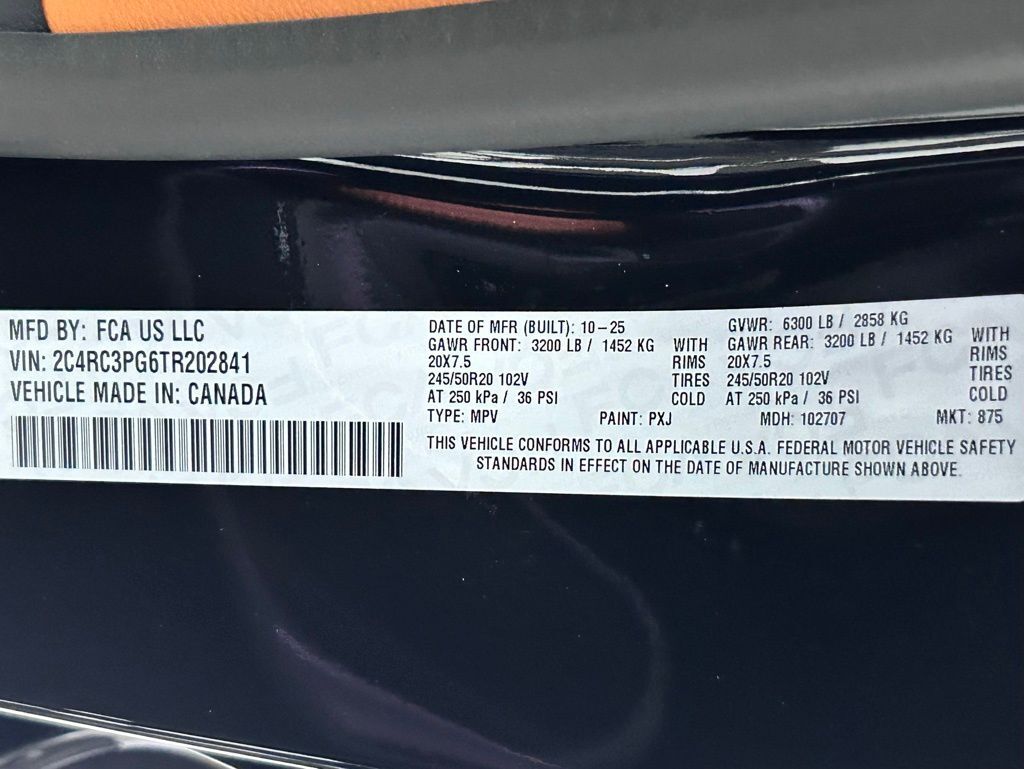 MFD BY: FCA US LLC
VIN: 2C4RC3PG6TR202841
VEHICLE MADE IN: CANADA
DATE OF MFR (BUILT): 10-25 GVWR: 6300 LB / 2858 KG
GAWR FRONT: 3200 LB / 1452 KG WITH GAWR REAR: 3200 LB / 1452 KG WITH
20X7.5 RIMS 20X7.5 RIMS
245/50R20 102V TIRES 245/50R20 102V TIRES
AT 250 kPa / 36 PSI COLD AT 250 kPa / 36 PSI COLD
TYPE: MPV PAINT: PXJ MDH: 102707 MKT: 875
THIS VEHICLE CONFORMS TO ALL APPLICABLE U.S.A. FEDERAL MOTOR VEHICLE SAFETY
STANDARDS IN EFFECT ON THE DATE OF MANUFACTURE SHOWN ABOVE.